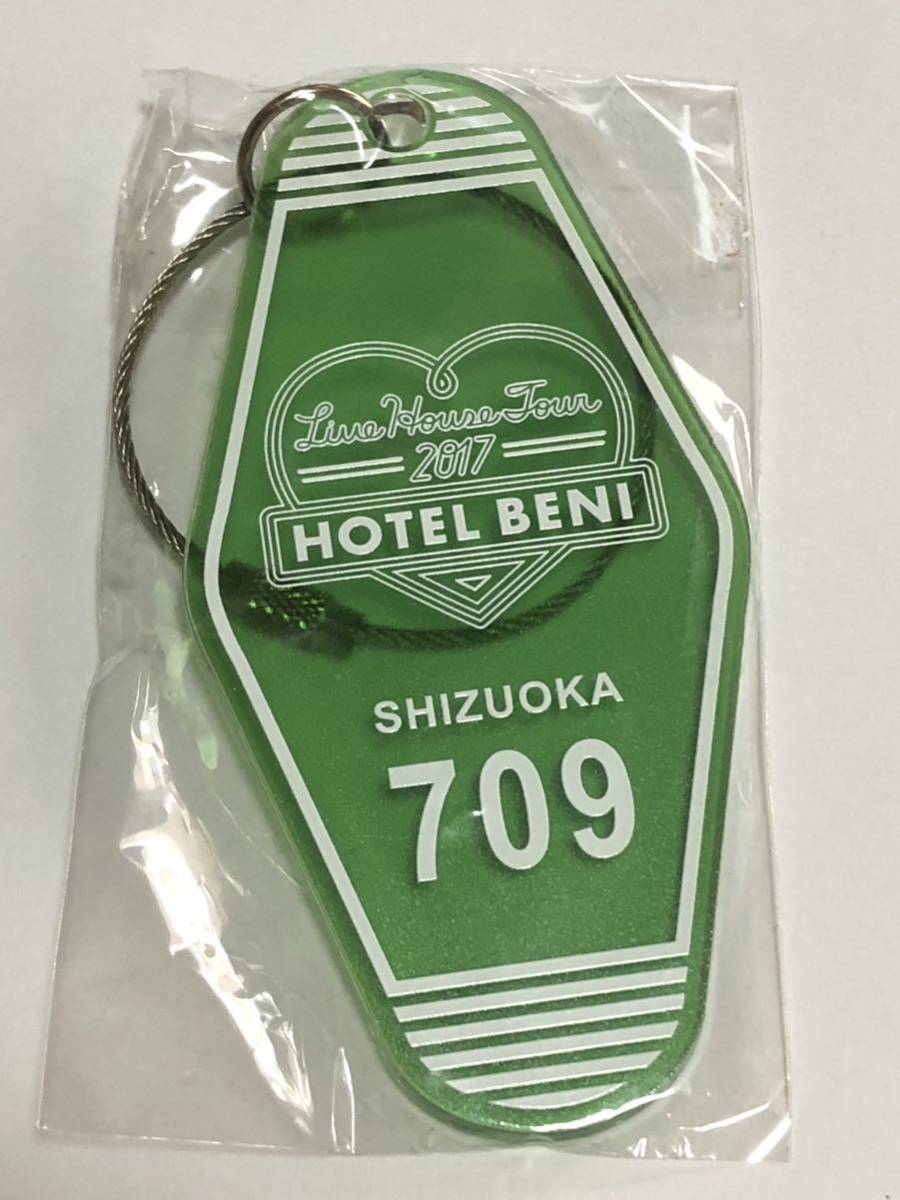 Live House Tour
2017
HOTEL BENI
SHIZUOKA
709